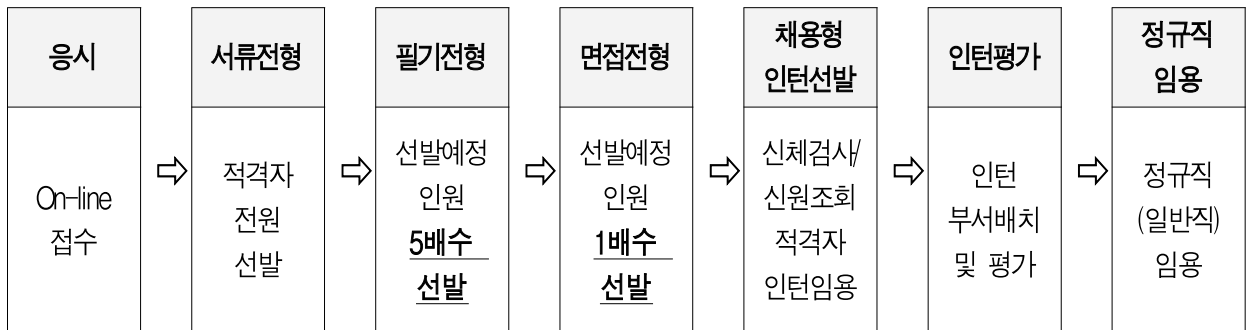 응시
On-line
접수
⇨
서류전형
적격자
전원
선발
⇨
필기전형
선발예정
인원
5배수
선발
⇨
면접전형
선발예정
인원
1배수
선발
⇨
채용형
인턴선발
신체검사/
신원조회
적격자
인턴임용
⇨
인턴평가
인턴
부서배치
및 평가
⇨
정규직
임용
정규직
(일반직)
임용